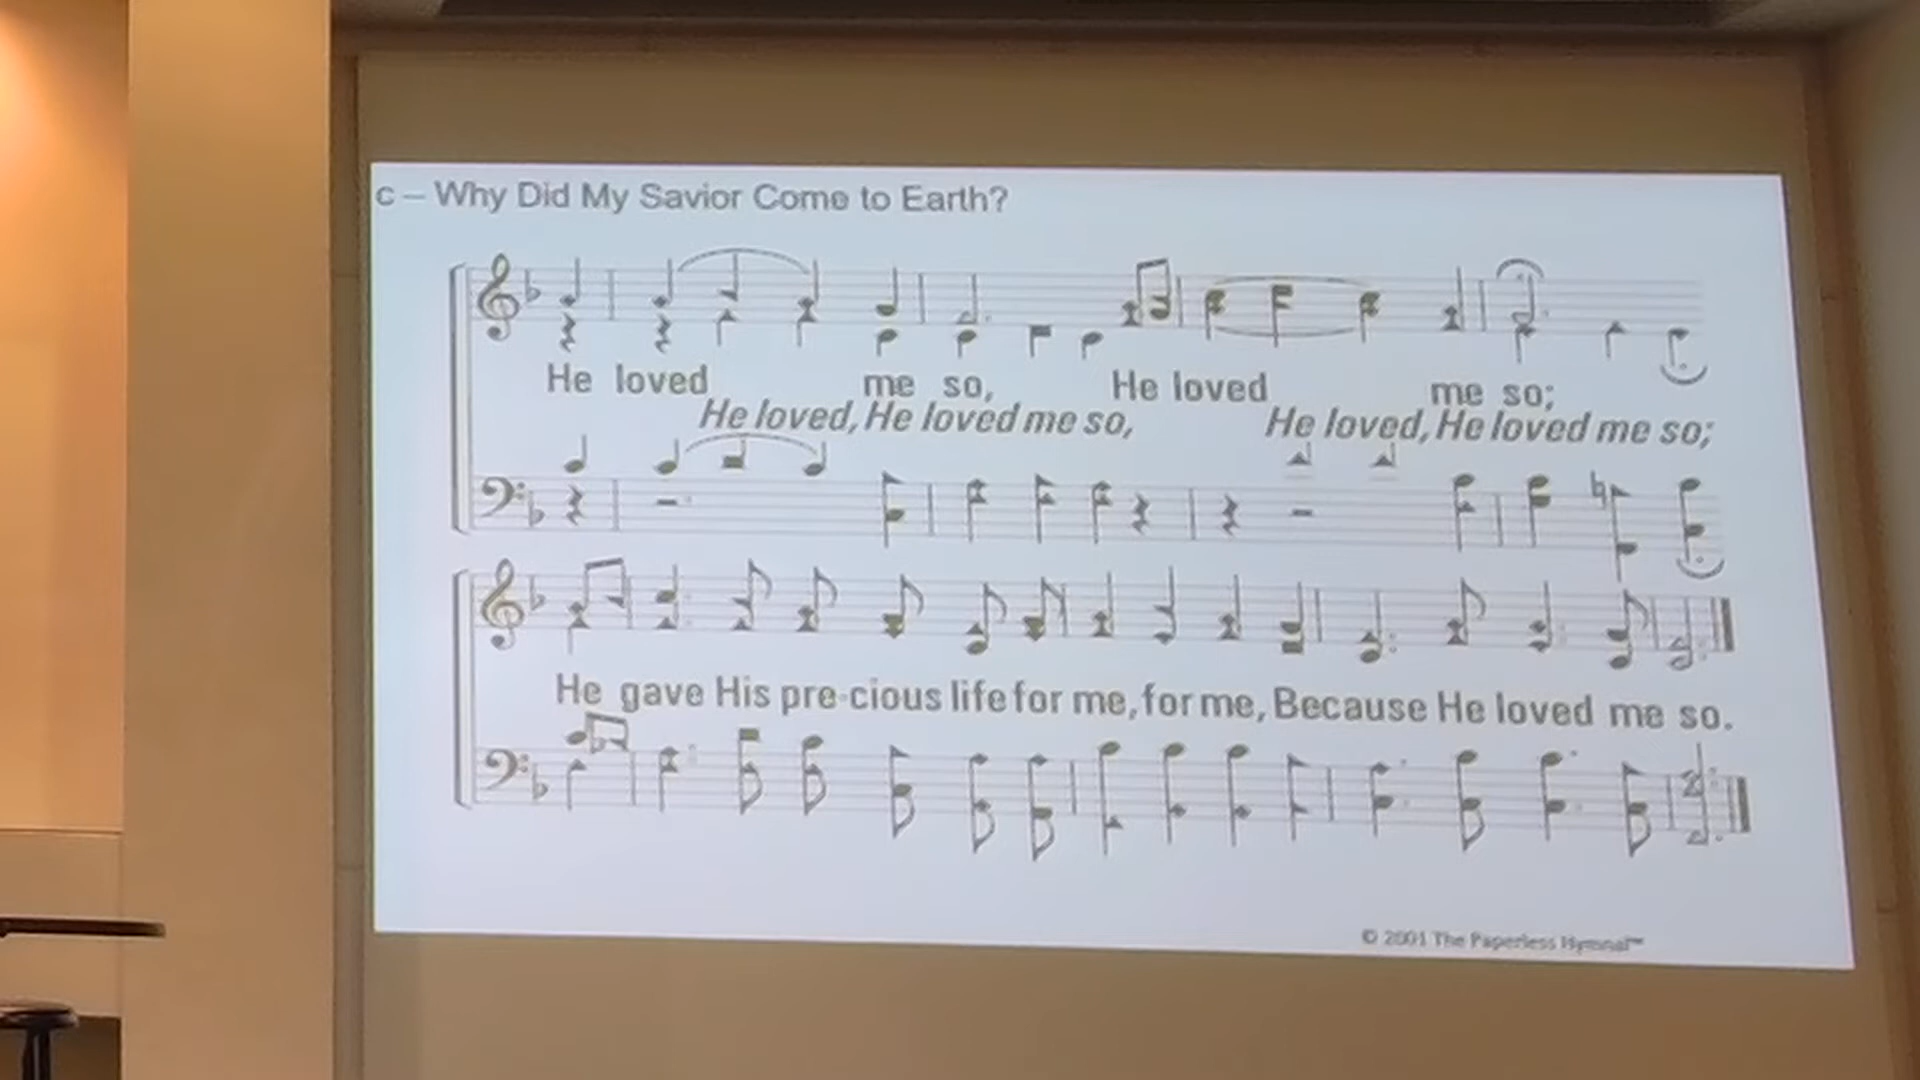 c – Why Did My Savior Come to Earth?
He loved me so, He loved me so;
He loved, He loved me so, He loved, He loved me so;
He gave His pre-cious life for me, for me, Because He loved me so.
© 2001 The Paperless Hymnal™